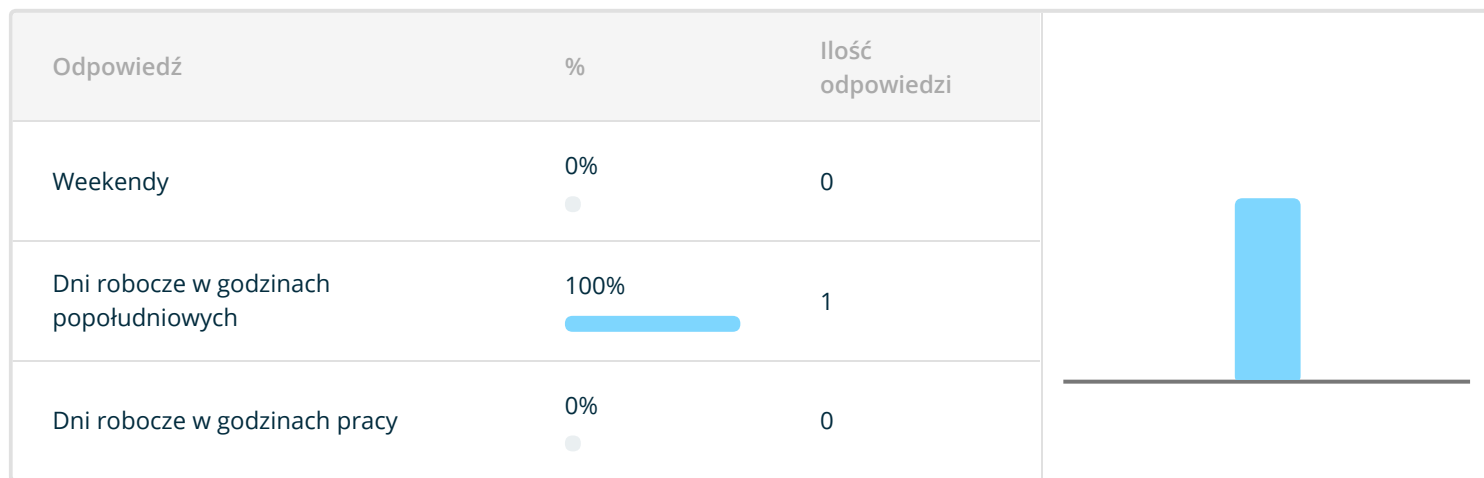 Odpowiedź % Ilość
odpowiedzi
Weekendy 0% 0
Dni robocze w godzinach
popołudniowych 100% 1
Dni robocze w godzinach pracy 0% 0